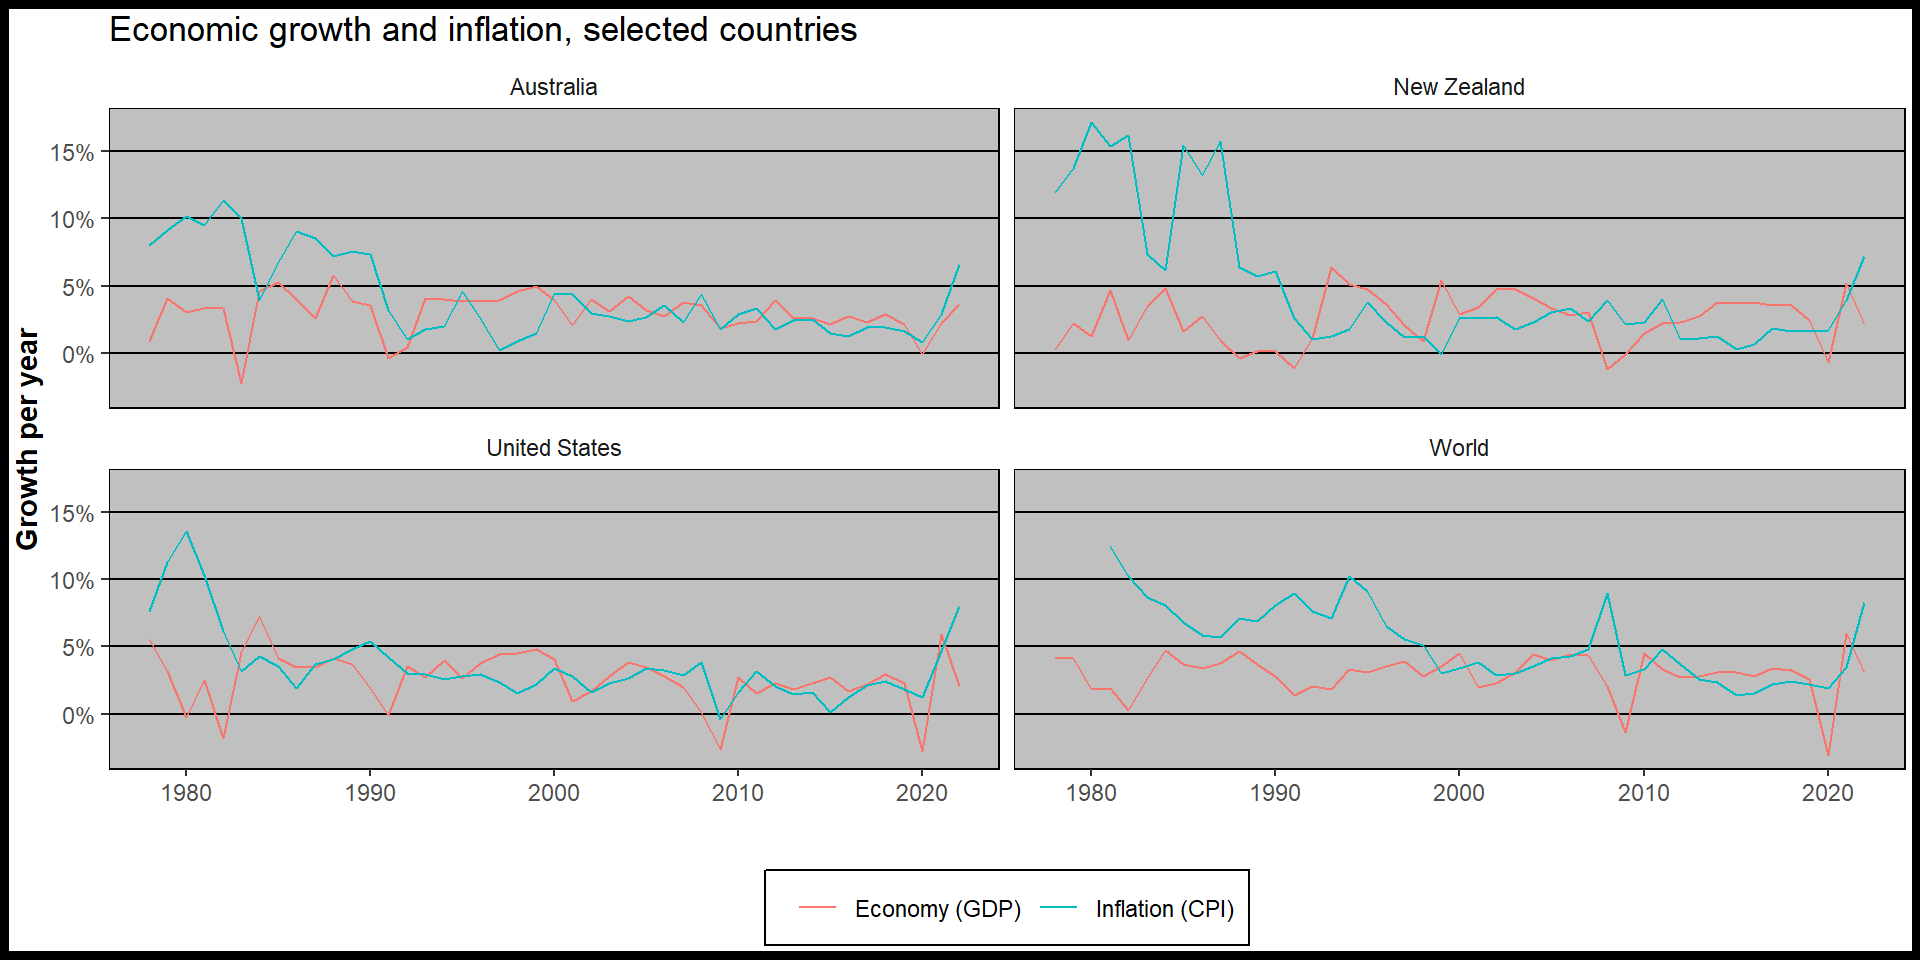 Economic growth and inflation, selected countries
Australia
New Zealand
15%
10%
5%
0%
Growth per year
United States
World
15%
10%
5%
0%
1980 1990 2000 2010 2020
1980 1990 2000 2010 2020
Economy (GDP) Inflation (CPI)